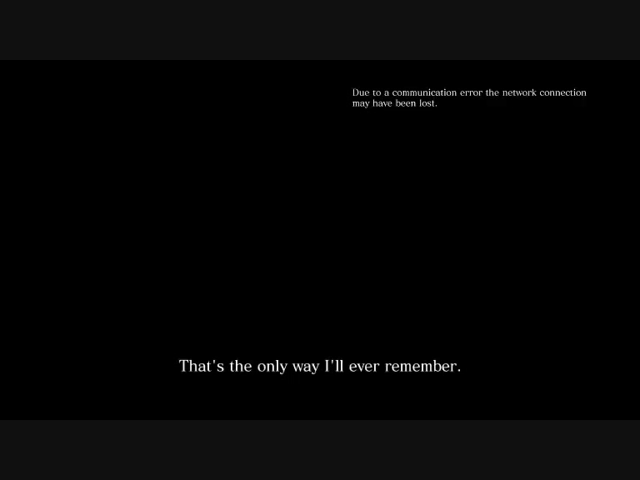 Due to a communication error the network connection
may have been lost.
That's the only way I'll ever remember.